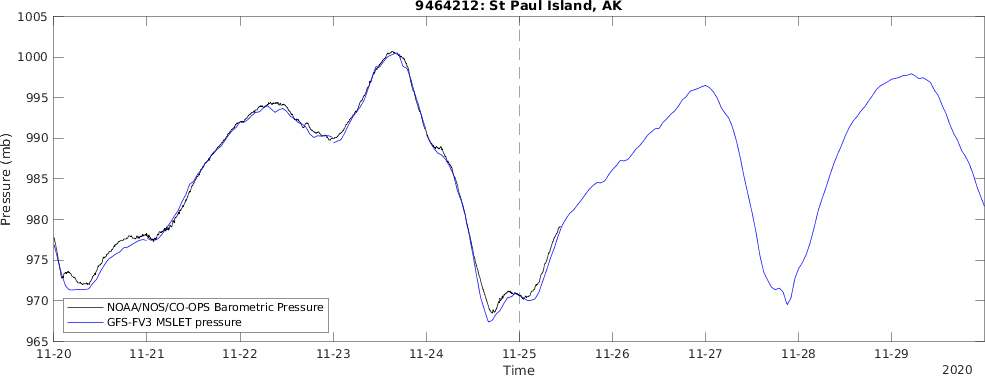 9464212: St Paul Island, AK
Pressure (mb)
1005
1000
995
990
985
980
975
970
965
NOAA/NOS/CO-OPS Barometric Pressure
GFS-FV3 MSLET pressure
11-20 11-21 11-22 11-23 11-24 11-25 11-26 11-27 11-28 11-29
Time
2020